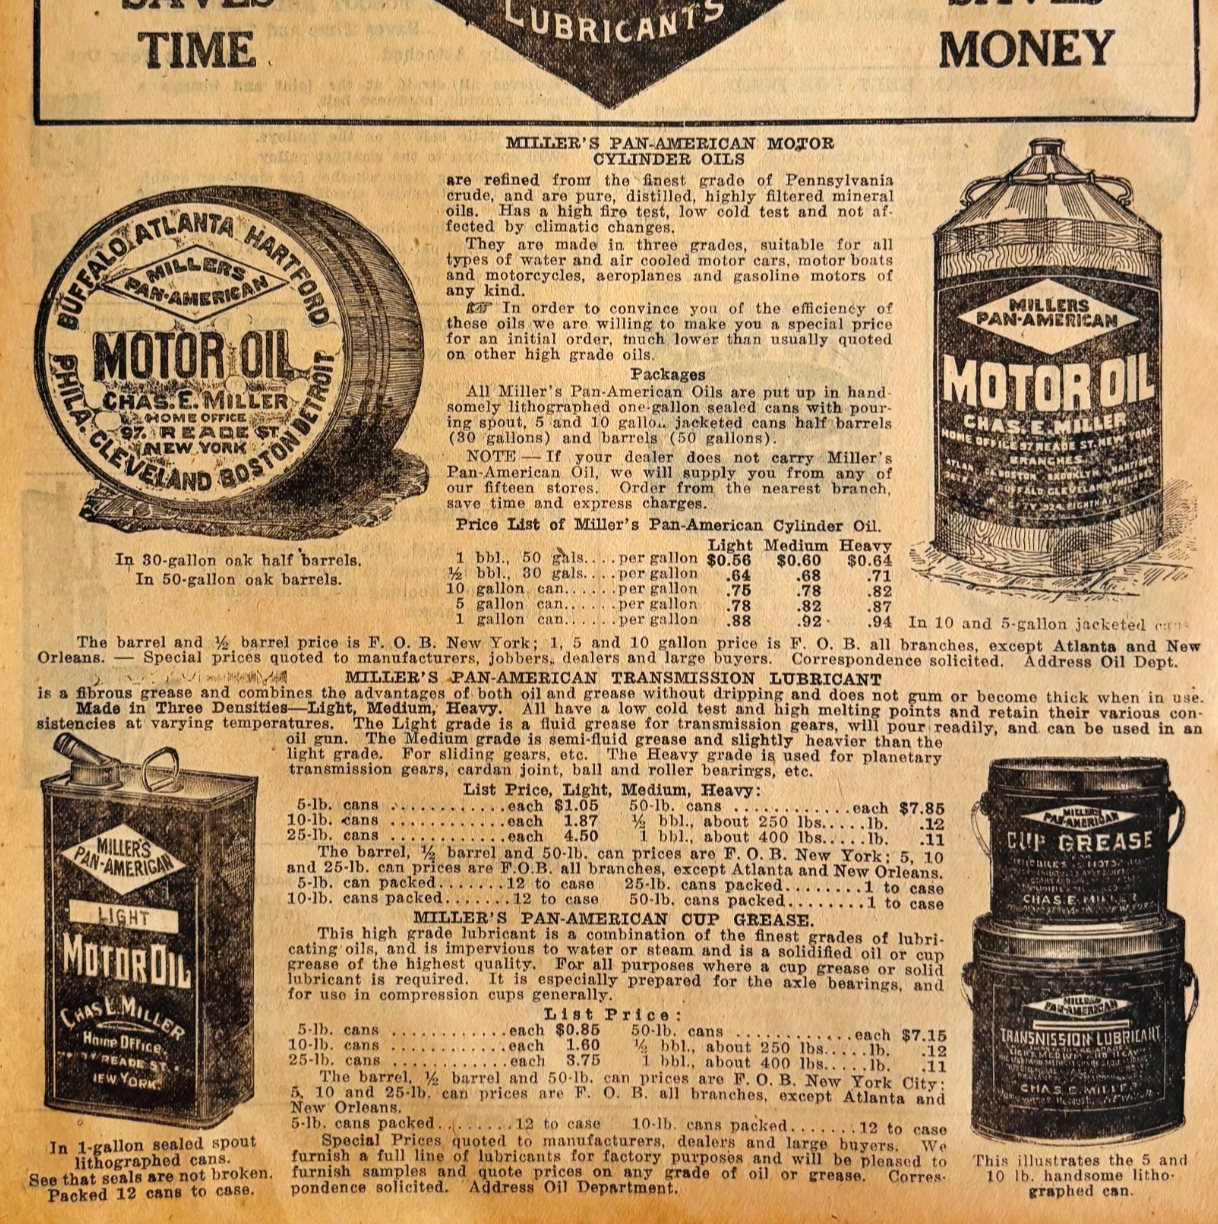 TIME
LUBRICANTS
MONEY
MILLER'S PAN-AMERICAN MOTOR
CYLINDER OILS
are refined from the finest grade of Pennsylvania
crude, and are pure, distilled, highly filtered mineral
oils. Has a high fire test, low cold test and not af-
fected by climatic changes.
They are made in three grades, suitable for all
types of water and air cooled motor cars, motor boats
and motorcycles, aeroplanes and gasoline motors of
any kind.
☞ In order to convince you of the efficiency of
these oils we are willing to make you a special price
for an initial order, much lower than usually quoted
on other high grade oils.
Packages
All Miller's Pan-American Oils are put up in hand-
somely lithographed one-gallon sealed cans with pour-
ing spout, 5 and 10 gallon jacketed cans half barrels
(30 gallons) and barrels (50 gallons).
NOTE — If your dealer does not carry Miller's
Pan-American Oil, we will supply you from any of
our fifteen stores. Order from the nearest branch,
save time and express charges.
BUFFALO ATLANTA HARTFORD
PHILA. CLEVELAND BOSTON DETROIT
MILLERS
PAN-AMERICAN
MOTOR OIL
CHAS. E. MILLER
HOME OFFICE
97. READE ST.
NEW YORK
In 30-gallon oak half barrels.
In 50-gallon oak barrels.
MILLERS
PAN-AMERICAN
MOTOR OIL
CHAS. E. MILLER
HOME OFFICE 97 READE ST. NEW YORK
BRANCHES
In 10 and 5-gallon jacketed cans
Price List of Miller's Pan-American Cylinder Oil.
Light Medium Heavy
1 bbl., 50 gals....per gallon $0.56 $0.60 $0.64
½ bbl., 30 gals....per gallon .64 .68 .71
10 gallon can......per gallon .75 .78 .82
5 gallon can......per gallon .78 .82 .87
1 gallon can......per gallon .88 .92 .94
The barrel and ½ barrel price is F. O. B. New York; 1, 5 and 10 gallon price is F. O. B. all branches, except Atlanta and New
Orleans. — Special prices quoted to manufacturers, jobbers, dealers and large buyers. Correspondence solicited. Address Oil Dept.
MILLER'S PAN-AMERICAN TRANSMISSION LUBRICANT
is a fibrous grease and combines the advantages of both oil and grease without dripping and does not gum or become thick when in use.
Made in Three Densities—Light, Medium, Heavy. All have a low cold test and high melting points and retain their various con-
sistencies at varying temperatures. The Light grade is a fluid grease for transmission gears, will pour readily, and can be used in an
oil gun. The Medium grade is semi-fluid grease and slightly heavier than the
light grade. For sliding gears, etc. The Heavy grade is used for planetary
transmission gears, cardan joint, ball and roller bearings, etc.
List Price, Light, Medium, Heavy:
5-lb. cans ............each $1.05 50-lb. cans ............each $7.85
10-lb. cans ............each 1.87 ½ bbl., about 250 lbs.....lb. .12
25-lb. cans ............each 4.50 1 bbl., about 400 lbs.....lb. .11
The barrel, ½ barrel and 50-lb. can prices are F. O. B. New York; 5, 10
and 25-lb. can prices are F.O.B. all branches, except Atlanta and New Orleans.
5-lb. can packed.......12 to case 25-lb. cans packed........1 to case
10-lb. cans packed.......12 to case 50-lb. cans packed........1 to case
MILLER'S PAN-AMERICAN CUP GREASE.
This high grade lubricant is a combination of the finest grades of lubri-
cating oils, and is impervious to water or steam and is a solidified oil or cup
grease of the highest quality. For all purposes where a cup grease or solid
lubricant is required. It is especially prepared for the axle bearings, and
for use in compression cups generally.
List Price:
5-lb. cans ............each $0.85 50-lb. cans ............each $7.15
10-lb. cans ............each 1.60 ½ bbl., about 250 lbs.....lb. .12
25-lb. cans ............each 3.75 1 bbl., about 400 lbs.....lb. .11
The barrel, ½ barrel and 50-lb. can prices are F. O. B. New York City;
5, 10 and 25-lb. can prices are F. O. B. all branches, except Atlanta and
New Orleans.
5-lb. cans packed.........12 to case 10-lb. cans packed.......12 to case
Special Prices quoted to manufacturers, dealers and large buyers. We
furnish a full line of lubricants for factory purposes and will be pleased to
furnish samples and quote prices on any grade of oil or grease. Corres-
pondence solicited. Address Oil Department.
MILLER'S
PAN-AMERICAN
LIGHT
MOTOR OIL
CHAS E. MILLER
Home Office
READE ST.
NEW YORK.
In 1-gallon sealed spout
lithographed cans.
See that seals are not broken.
Packed 12 cans to case.
MILLERS
PAN-AMERICAN
CUP GREASE
CHAS. E. MILLER
MILLERS
PAN-AMERICAN
TRANSMISSION LUBRICANT
CHAS E MILLER
This illustrates the 5 and
10 lb. handsome litho-
graphed can.